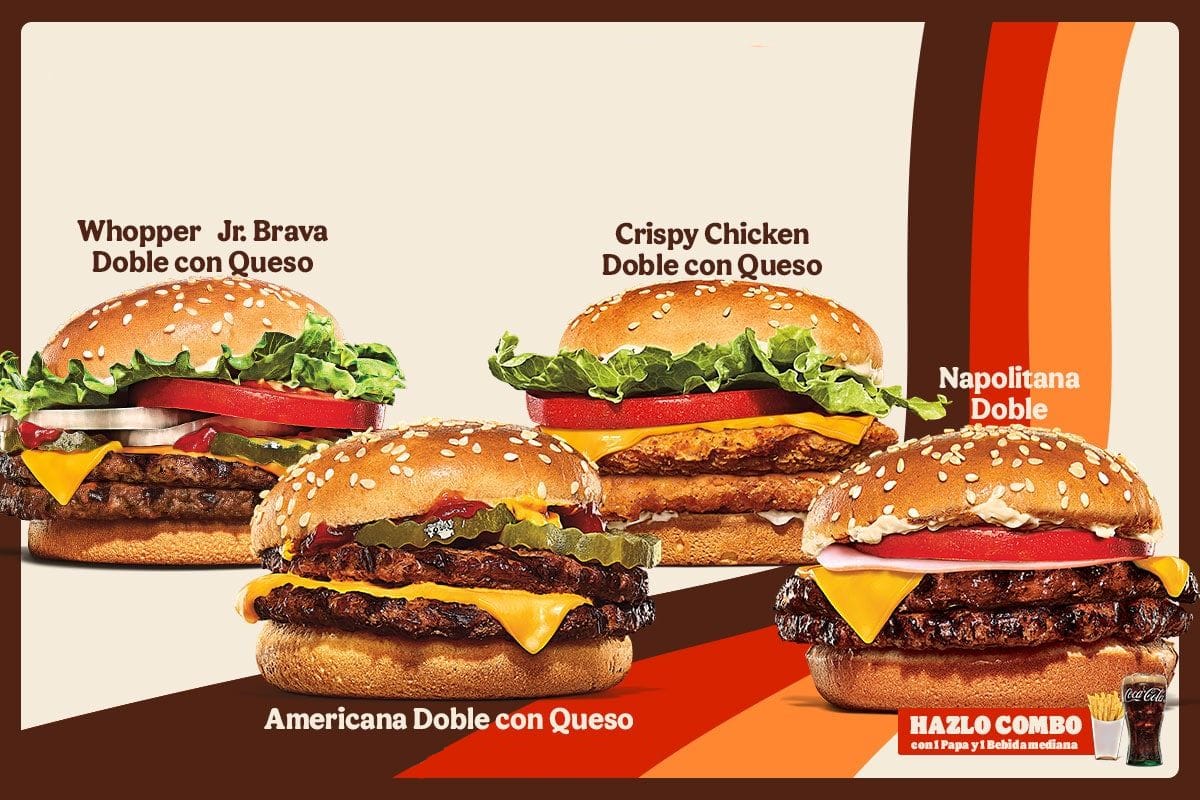 Whopper Jr. Brava
Doble con Queso
Crispy Chicken
Doble con Queso
Napolitana
Doble
Americana Doble con Queso
HAZLO COMBO
con 1 Papa y 1 Bebida mediana
Coca-Cola